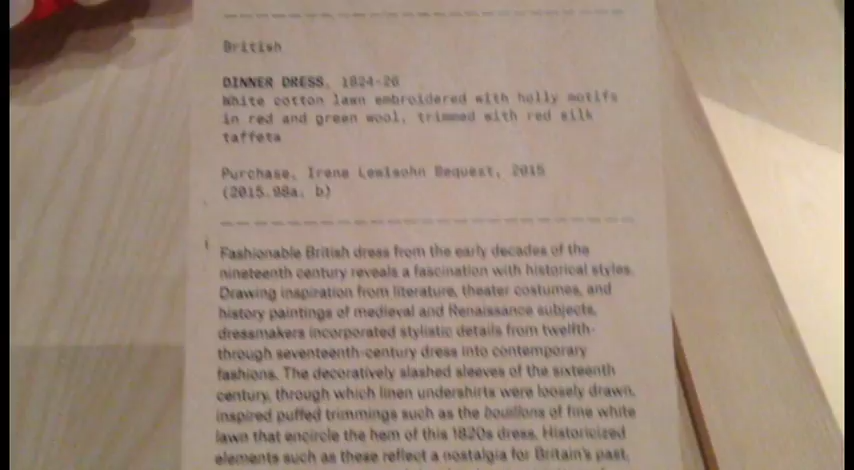 British
DINNER DRESS, 1824-26
White cotton lawn embroidered with holly motifs
in red and green wool, trimmed with red silk
taffeta
Purchase, Irene Lewisohn Bequest, 2015
(2015.98a, b)
Fashionable British dress from the early decades of the
nineteenth century reveals a fascination with historical styles.
Drawing inspiration from literature, theater costumes, and
history paintings of medieval and Renaissance subjects,
dressmakers incorporated stylistic details from twelfth-
through seventeenth-century dress into contemporary
fashions. The decoratively slashed sleeves of the sixteenth
century, through which linen undershirts were loosely drawn,
inspired puffed trimmings such as the bouillons of fine white
lawn that encircle the hem of this 1820s dress. Historicized
elements such as these reflect a nostalgia for Britain's past,